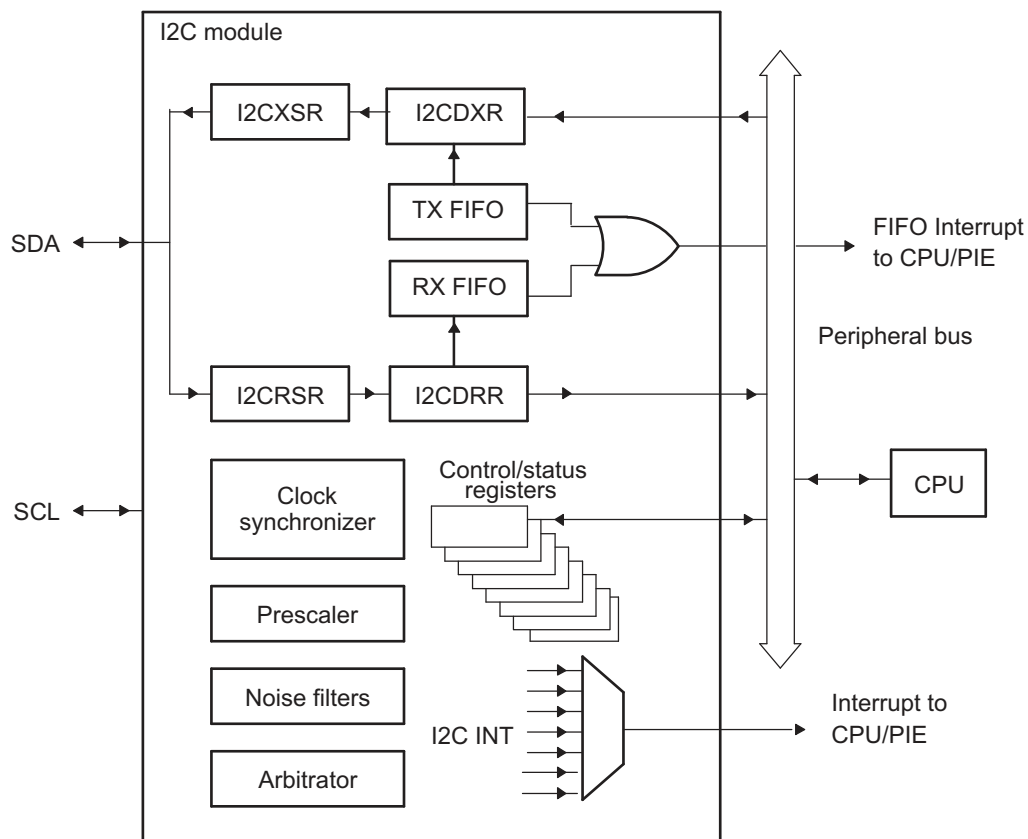 I2C module
I2CXSR
I2CDXR
TX FIFO
SDA
FIFO Interrupt
to CPU/PIE
RX FIFO
Peripheral bus
I2CRSR
I2CDRR
Control/status
registers
Clock
synchronizer
SCL
CPU
Prescaler
Noise filters
I2C INT
Interrupt to
CPU/PIE
Arbitrator